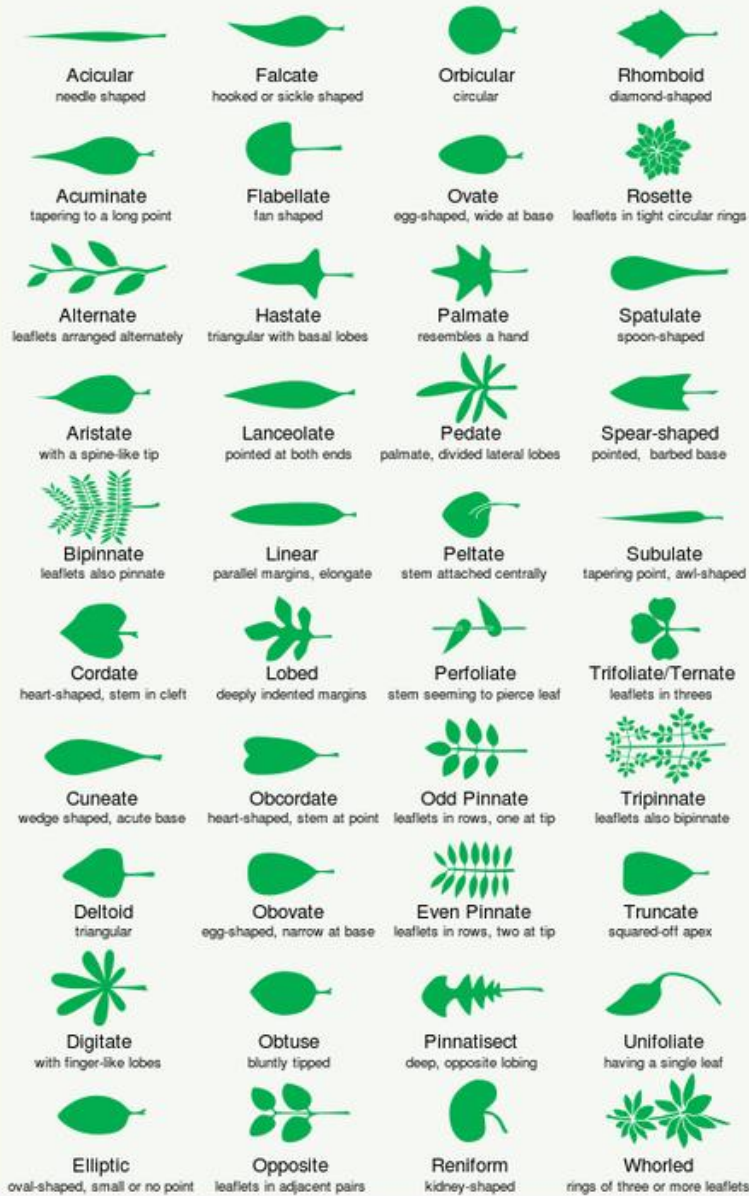 Acicular
needle shaped
Falcate
hooked or sickle shaped
Orbicular
circular
Rhomboid
diamond-shaped
Acuminate
tapering to a long point
Flabellate
fan shaped
Ovate
egg-shaped, wide at base
Rosette
leaflets in tight circular rings
Alternate
leaflets arranged alternately
Hastate
triangular with basal lobes
Palmate
resembles a hand
Spatulate
spoon-shaped
Aristate
with a spine-like tip
Lanceolate
pointed at both ends
Pedate
palmate, divided lateral lobes
Spear-shaped
pointed, barbed base
Bipinnate
leaflets also pinnate
Linear
parallel margins, elongate
Peltate
stem attached centrally
Subulate
tapering point, awl-shaped
Cordate
heart-shaped, stem in cleft
Lobed
deeply indented margins
Perfoliate
stem seeming to pierce leaf
Trifoliate/Ternate
leaflets in threes
Cuneate
wedge shaped, acute base
Obcordate
heart-shaped, stem at point
Odd Pinnate
leaflets in rows, one at tip
Tripinnate
leaflets also bipinnate
Deltoid
triangular
Obovate
egg-shaped, narrow at base
Even Pinnate
leaflets in rows, two at tip
Truncate
squared-off apex
Digitate
with finger-like lobes
Obtuse
bluntly tipped
Pinnatisect
deep, opposite lobing
Unifoliate
having a single leaf
Elliptic
oval-shaped, small or no point
Opposite
leaflets in adjacent pairs
Reniform
kidney-shaped
Whorled
rings of three or more leaflets